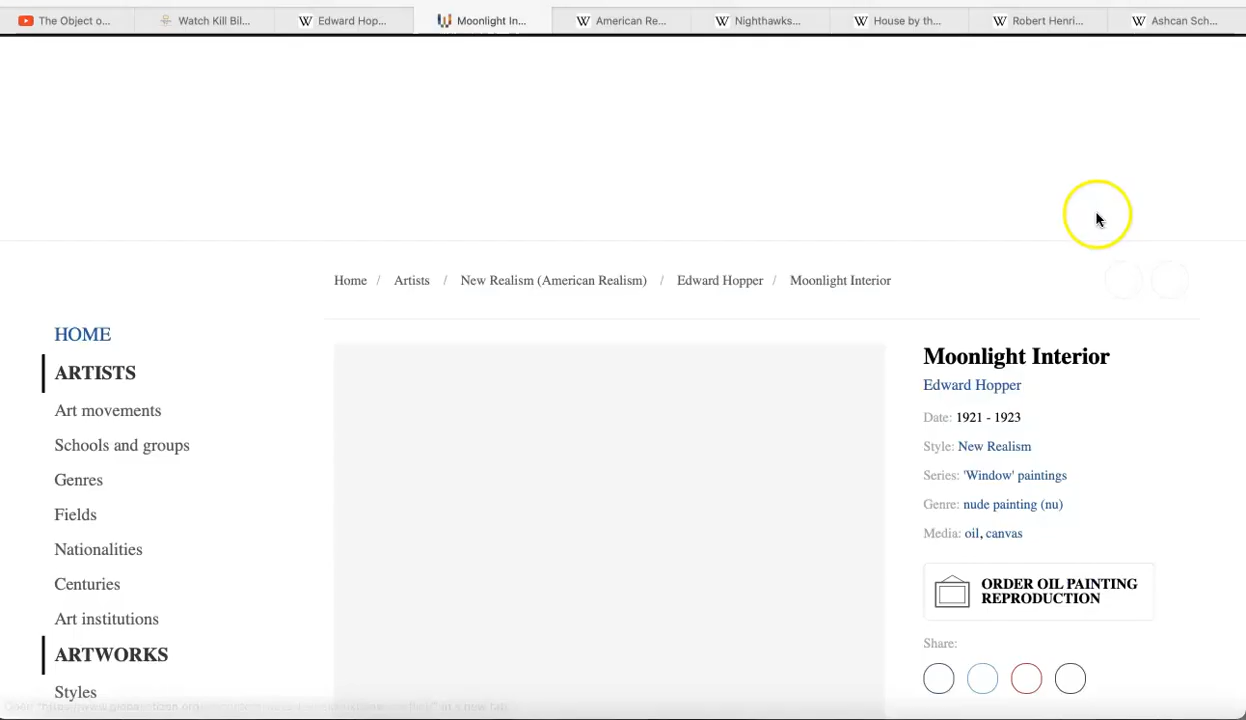 The Object o...
Watch Kill Bil...
Edward Hop...
Moonlight In...
American Re...
Nighthawks...
House by th...
Robert Henri...
Ashcan Sch...
Home / Artists / New Realism (American Realism) / Edward Hopper / Moonlight Interior
HOME
ARTISTS
Art movements
Schools and groups
Genres
Fields
Nationalities
Centuries
Art institutions
ARTWORKS
Styles
Moonlight Interior
Edward Hopper
Date: 1921 - 1923
Style: New Realism
Series: 'Window' paintings
Genre: nude painting (nu)
Media: oil, canvas
ORDER OIL PAINTING
REPRODUCTION
Share: